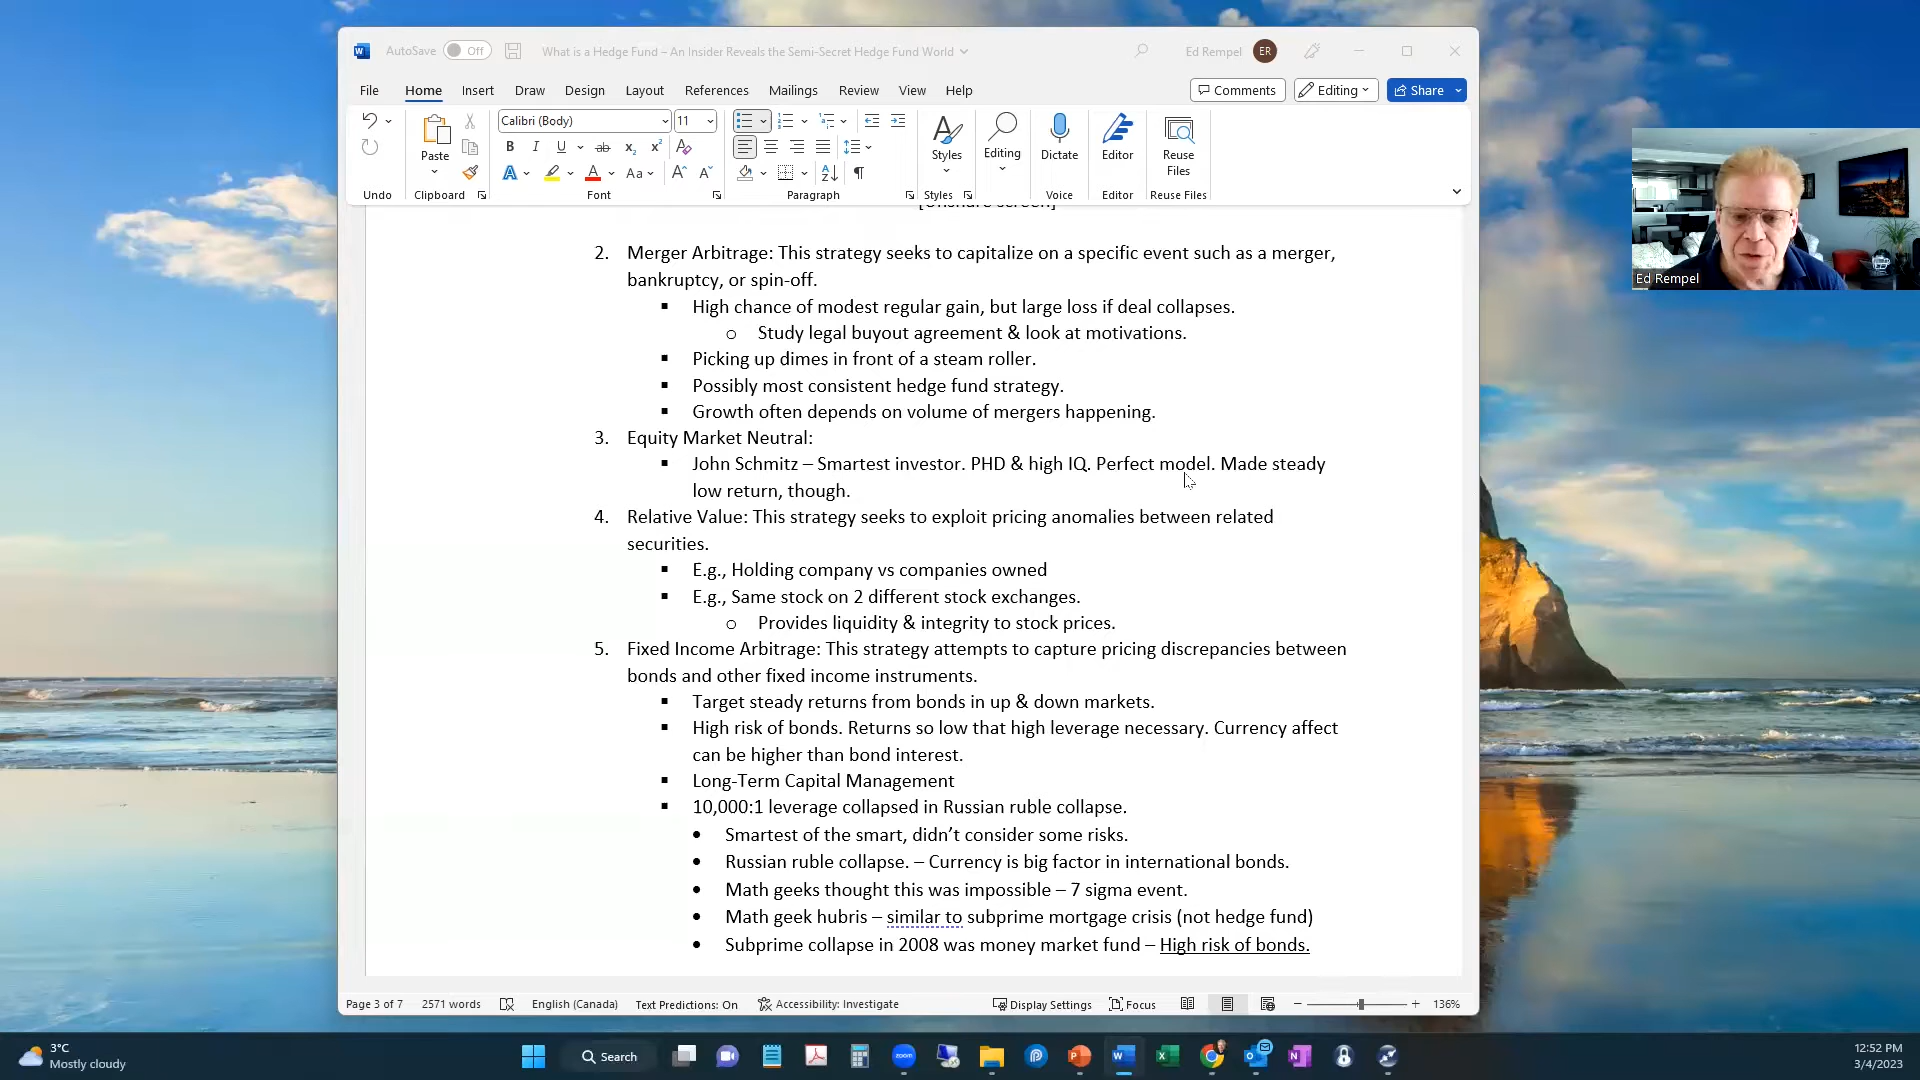 AutoSave Off What is a Hedge Fund – An Insider Reveals the Semi-Secret Hedge Fund World Ed Rempel ER
File Home Insert Draw Design Layout References Mailings Review View Help Comments Editing Share
Calibri (Body) 11
Paste Styles Editing Dictate Editor Reuse Files
Undo Clipboard Font Paragraph Styles Editor Voice Editor Reuse Files
2. Merger Arbitrage: This strategy seeks to capitalize on a specific event such as a merger,
bankruptcy, or spin-off.
▪ High chance of modest regular gain, but large loss if deal collapses.
o Study legal buyout agreement & look at motivations.
▪ Picking up dimes in front of a steam roller.
▪ Possibly most consistent hedge fund strategy.
▪ Growth often depends on volume of mergers happening.
3. Equity Market Neutral:
▪ John Schmitz – Smartest investor. PHD & high IQ. Perfect model. Made steady
low return, though.
4. Relative Value: This strategy seeks to exploit pricing anomalies between related
securities.
▪ E.g., Holding company vs companies owned
▪ E.g., Same stock on 2 different stock exchanges.
o Provides liquidity & integrity to stock prices.
5. Fixed Income Arbitrage: This strategy attempts to capture pricing discrepancies between
bonds and other fixed income instruments.
▪ Target steady returns from bonds in up & down markets.
▪ High risk of bonds. Returns so low that high leverage necessary. Currency affect
can be higher than bond interest.
▪ Long-Term Capital Management
▪ 10,000:1 leverage collapsed in Russian ruble collapse.
• Smartest of the smart, didn’t consider some risks.
• Russian ruble collapse. – Currency is big factor in international bonds.
• Math geeks thought this was impossible – 7 sigma event.
• Math geek hubris – similar to subprime mortgage crisis (not hedge fund)
• Subprime collapse in 2008 was money market fund – High risk of bonds.
Page 3 of 7 2571 words English (Canada) Text Predictions: On Accessibility: Investigate Display Settings Focus 136%
Ed Rempel
3°C
Mostly cloudy
Search
zoom
12:52 PM
3/4/2023